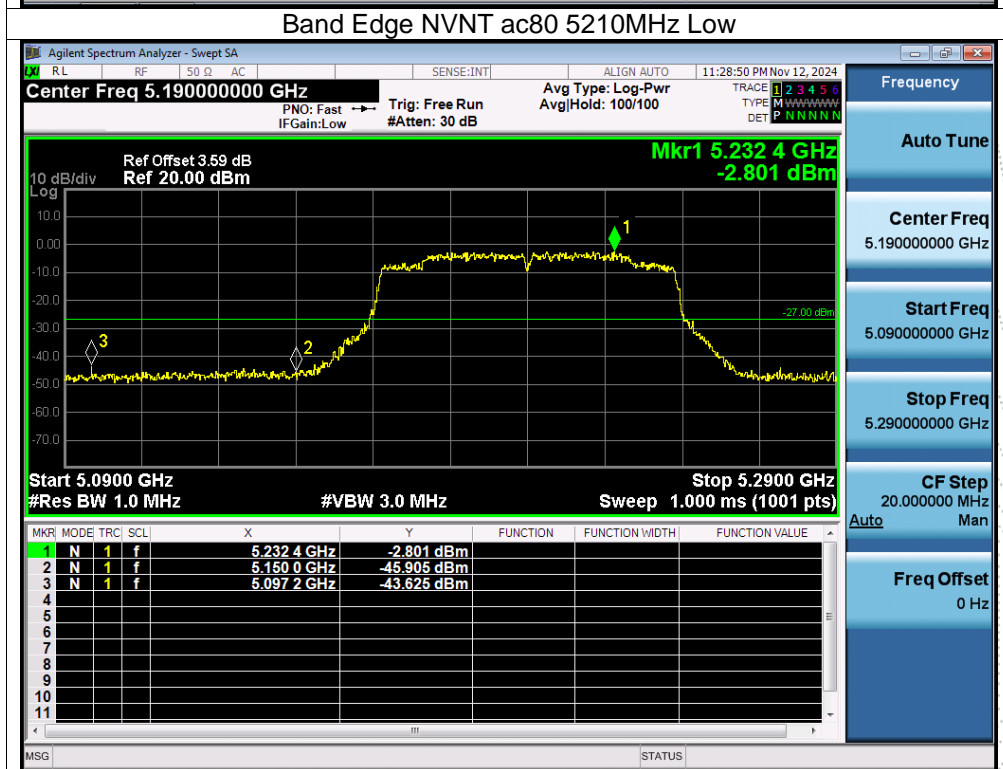 Band Edge NVNT ac80 5210MHz Low
Agilent Spectrum Analyzer - Swept SA
LXI RL RF 50 Ω AC SENSE:INT ALIGN AUTO 11:28:50 PM Nov 12, 2024
Center Freq 5.190000000 GHz
PNO: Fast
IFGain:Low
Trig: Free Run
#Atten: 30 dB
Avg Type: Log-Pwr
Avg|Hold: 100/100
TRACE 1 2 3 4 5 6
TYPE M WWWWW
DET P N N N N N
Frequency
Mkr1 5.232 4 GHz
-2.801 dBm
Ref Offset 3.59 dB
10 dB/div Ref 20.00 dBm
Log
10.0
0.00
-10.0
-20.0
-30.0
-40.0
-50.0
-60.0
-70.0
1
-27.00 dBm
3
2
Start 5.0900 GHz Stop 5.2900 GHz
#Res BW 1.0 MHz #VBW 3.0 MHz Sweep 1.000 ms (1001 pts)
MKR MODE TRC SCL X Y FUNCTION FUNCTION WIDTH FUNCTION VALUE
1 N 1 f 5.232 4 GHz -2.801 dBm
2 N 1 f 5.150 0 GHz -45.905 dBm
3 N 1 f 5.097 2 GHz -43.625 dBm
4
5
6
7
8
9
10
11
Auto Tune
Center Freq
5.190000000 GHz
Start Freq
5.090000000 GHz
Stop Freq
5.290000000 GHz
CF Step
20.000000 MHz
Auto Man
Freq Offset
0 Hz
MSG STATUS